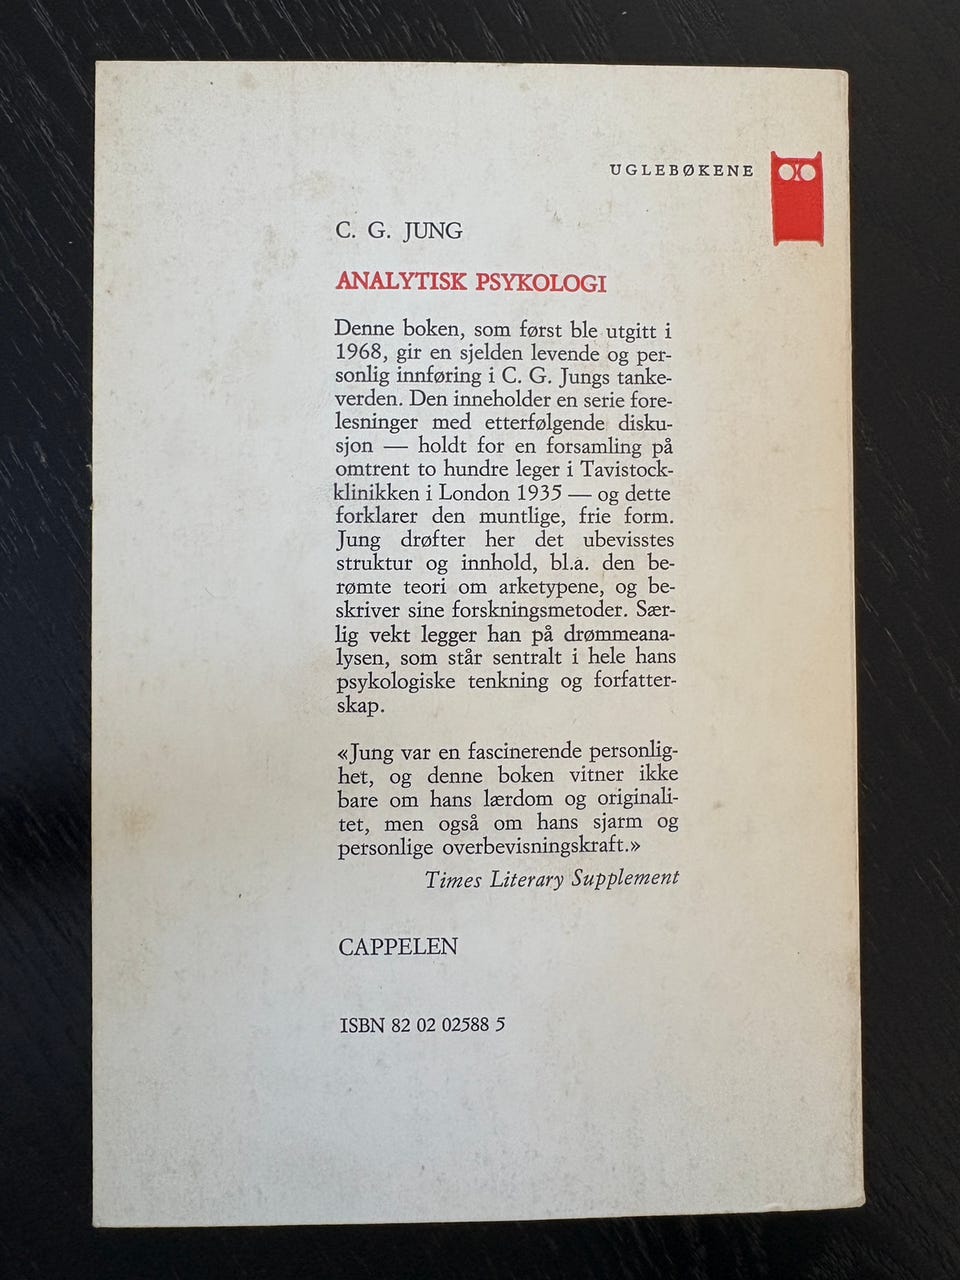 UGLEBØKENE
C. G. JUNG
ANALYTISK PSYKOLOGI
Denne boken, som først ble utgitt i
1968, gir en sjelden levende og per-
sonlig innføring i C. G. Jungs tanke-
verden. Den inneholder en serie fore-
lesninger med etterfølgende disku-
sjon — holdt for en forsamling på
omtrent to hundre leger i Tavistock-
klinikken i London 1935 — og dette
forklarer den muntlige, frie form.
Jung drøfter her det ubevisstes
struktur og innhold, bl.a. den be-
rømte teori om arketypene, og be-
skriver sine forskningsmetoder. Sær-
lig vekt legger han på drømmeana-
lysen, som står sentralt i hele hans
psykologiske tenkning og forfatter-
skap.
«Jung var en fascinerende personlig-
het, og denne boken vitner ikke
bare om hans lærdom og originali-
tet, men også om hans sjarm og
personlige overbevisningskraft.»
Times Literary Supplement
CAPPELEN
ISBN 82 02 02588 5